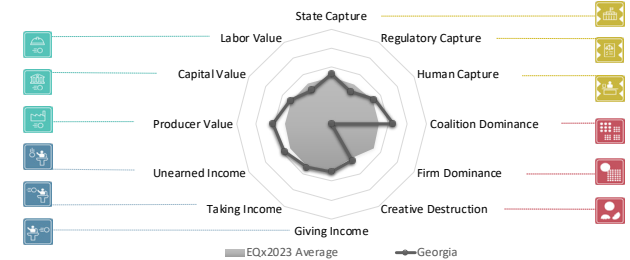 State Capture
Labor Value
Regulatory Capture
Capital Value
Human Capture
Producer Value
Coalition Dominance
Unearned Income
Firm Dominance
Taking Income
Creative Destruction
Giving Income
EQx2023 Average
Georgia